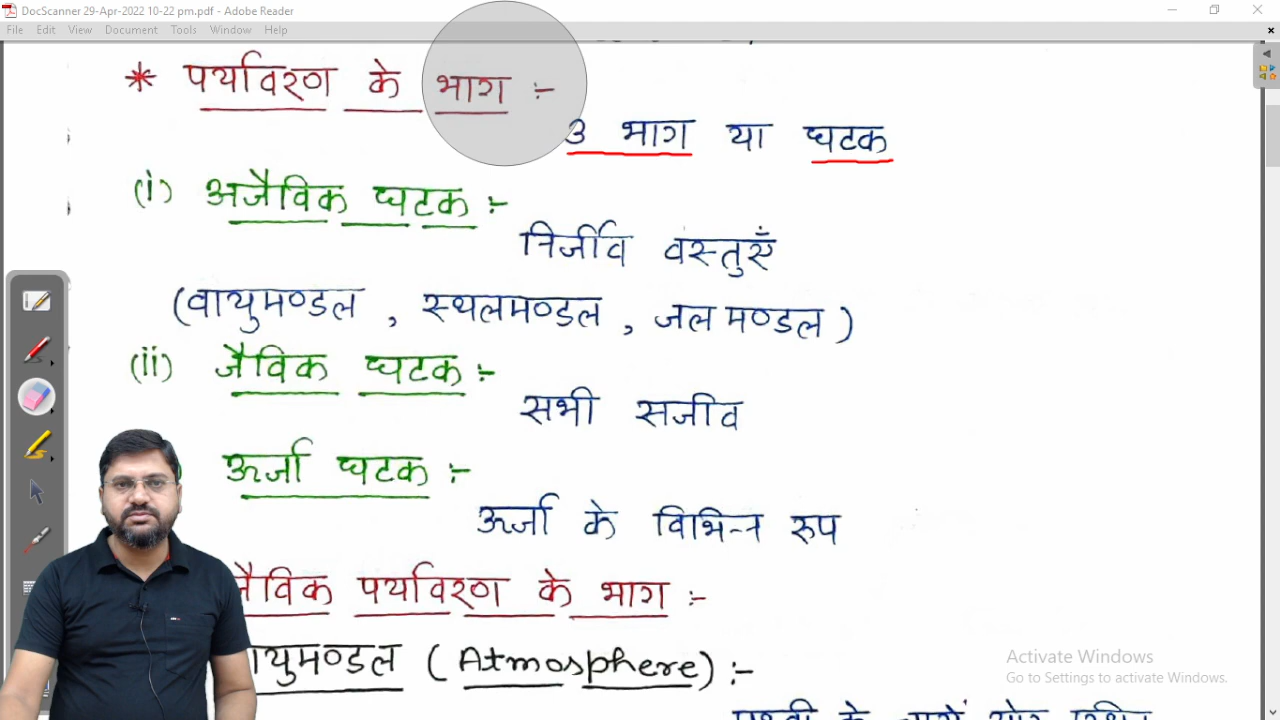 DocScanner 29-Apr-2022 10-22 pm.pdf - Adobe Reader
File Edit View Document Tools Window Help
* पर्यावरण के भाग :-
3 भाग या घटक
(i) अजैविक घटक :-
निर्जीव वस्तुएँ
(वायुमण्डल , स्थलमण्डल , जल मण्डल )
(ii) जैविक घटक :-
सभी सजीव
ऊर्जा घटक :-
ऊर्जा के विभिन्न रूप
जैविक पर्यावरण के भाग :-
वायुमण्डल ( Atmosphere) :-
Activate Windows
Go to Settings to activate Windows.